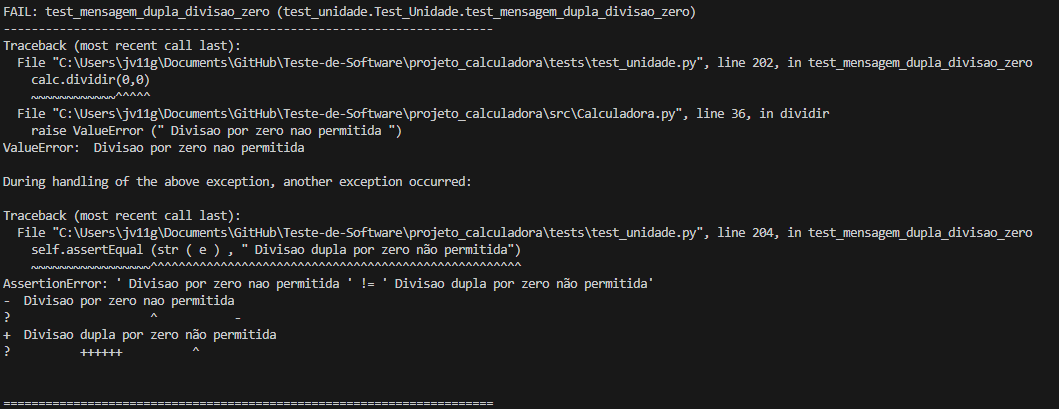 FAIL: test_mensagem_dupla_divisao_zero (test_unidade.Test_Unidade.test_mensagem_dupla_divisao_zero)
----------------------------------------------------------------------
Traceback (most recent call last):
  File "C:\Users\jv11g\Documents\GitHub\Teste-de-Software\projeto_calculadora\tests\test_unidade.py", line 202, in test_mensagem_dupla_divisao_zero
    calc.dividir(0,0)
    ~~~~~~~~~~~~^^^^^
  File "C:\Users\jv11g\Documents\GitHub\Teste-de-Software\projeto_calculadora\src\Calculadora.py", line 36, in dividir
    raise ValueError (" Divisao por zero nao permitida ")
ValueError:  Divisao por zero nao permitida

During handling of the above exception, another exception occurred:

Traceback (most recent call last):
  File "C:\Users\jv11g\Documents\GitHub\Teste-de-Software\projeto_calculadora\tests\test_unidade.py", line 204, in test_mensagem_dupla_divisao_zero
    self.assertEqual (str ( e ) , " Divisao dupla por zero não permitida")
    ~~~~~~~~~~~~~~~~~^^^^^^^^^^^^^^^^^^^^^^^^^^^^^^^^^^^^^^^^^^^^^^^^^^^^^
AssertionError: ' Divisao por zero nao permitida ' != ' Divisao dupla por zero não permitida'
-  Divisao por zero nao permitida
?                    ^           -
+  Divisao dupla por zero não permitida
?          ++++++          ^


======================================================================